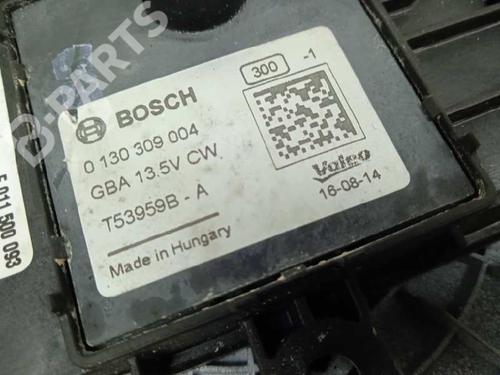 B-PARTS
BOSCH
0 130 309 004
GBA 13.5V CW
T53959B - A
Made in Hungary
300 -1
Valeo
16-08-14
F 011 500 093